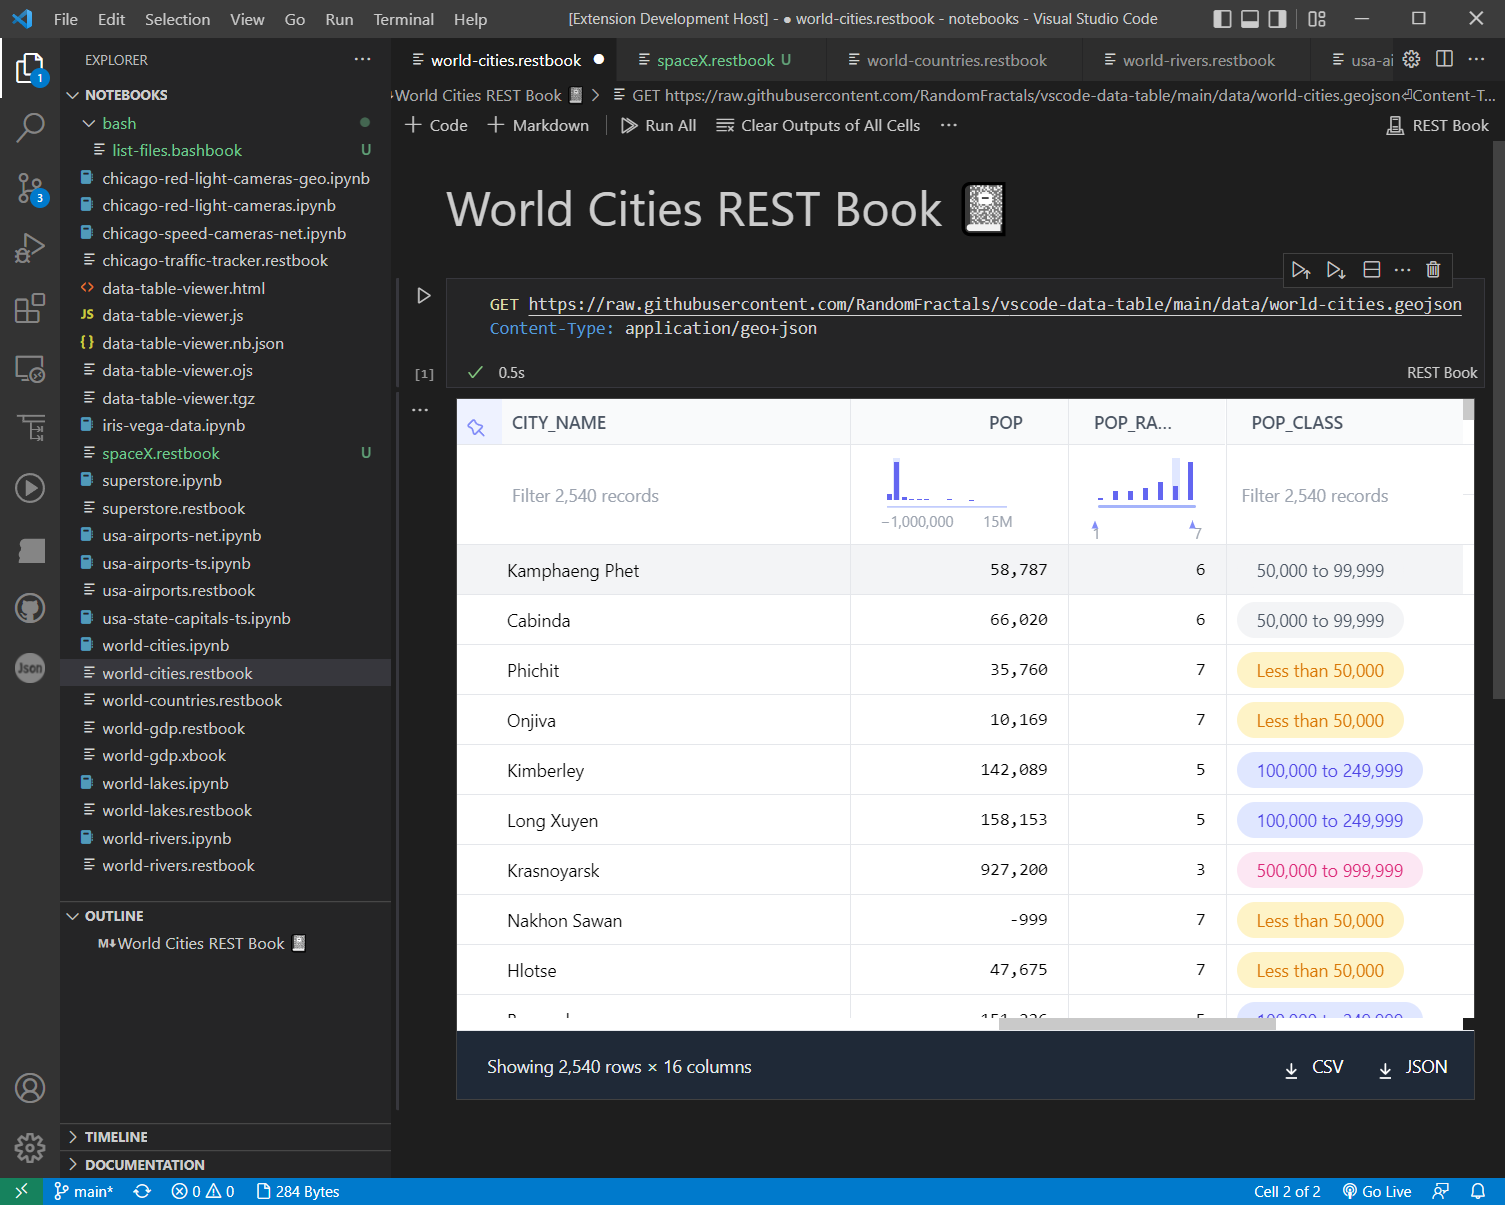 File Edit Selection View Go Run Terminal Help [Extension Development Host] - ● world-cities.restbook - notebooks - Visual Studio Code
EXPLORER ···
NOTEBOOKS
bash
list-files.bashbook U
chicago-red-light-cameras-geo.ipynb
chicago-red-light-cameras.ipynb
chicago-speed-cameras-net.ipynb
chicago-traffic-tracker.restbook
data-table-viewer.html
JS data-table-viewer.js
{} data-table-viewer.nb.json
data-table-viewer.ojs
data-table-viewer.tgz
iris-vega-data.ipynb
spaceX.restbook U
superstore.ipynb
superstore.restbook
usa-airports-net.ipynb
usa-airports-ts.ipynb
usa-airports.restbook
usa-state-capitals-ts.ipynb
world-cities.ipynb
world-cities.restbook
world-countries.restbook
world-gdp.restbook
world-gdp.xbook
world-lakes.ipynb
world-lakes.restbook
world-rivers.ipynb
world-rivers.restbook
OUTLINE
M↓World Cities REST Book
TIMELINE
DOCUMENTATION
1
3
Json
world-cities.restbook ● spaceX.restbook U world-countries.restbook world-rivers.restbook usa-ai ···
World Cities REST Book > GET https://raw.githubusercontent.com/RandomFractals/vscode-data-table/main/data/world-cities.geojson⏎Content-T...
+ Code + Markdown Run All Clear Outputs of All Cells ··· REST Book
World Cities REST Book
GET https://raw.githubusercontent.com/RandomFractals/vscode-data-table/main/data/world-cities.geojson
Content-Type: application/geo+json
[1] ✓ 0.5s REST Book
CITY_NAME POP POP_RA... POP_CLASS
Filter 2,540 records −1,000,000 15M 1 7 Filter 2,540 records
Kamphaeng Phet 58,787 6 50,000 to 99,999
Cabinda 66,020 6 50,000 to 99,999
Phichit 35,760 7 Less than 50,000
Onjiva 10,169 7 Less than 50,000
Kimberley 142,089 5 100,000 to 249,999
Long Xuyen 158,153 5 100,000 to 249,999
Krasnoyarsk 927,200 3 500,000 to 999,999
Nakhon Sawan -999 7 Less than 50,000
Hlotse 47,675 7 Less than 50,000
Showing 2,540 rows × 16 columns CSV JSON
main* 0 0 284 Bytes Cell 2 of 2 Go Live